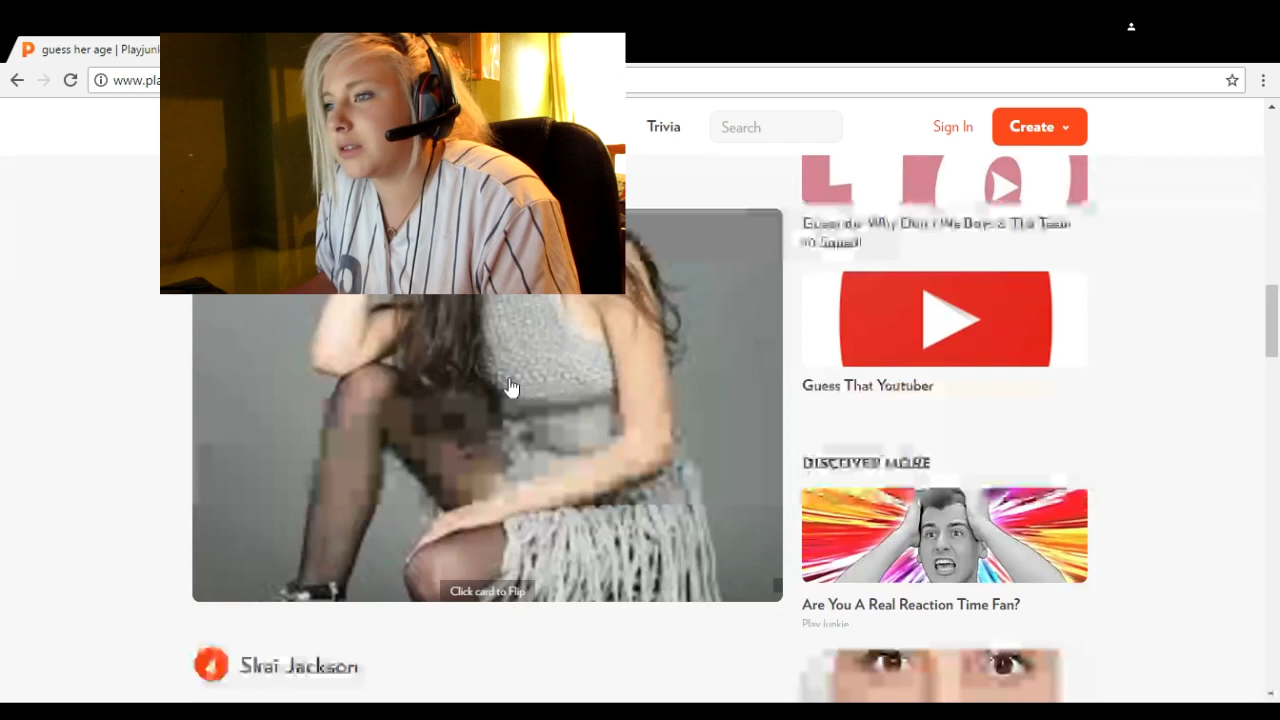 guess her age | Playjunk
www.pla
Trivia
Search
Sign In
Create
Guess That Youtuber
DISCOVER MORE
Are You A Real Reaction Time Fan?
Play Junkie
Click card to Flip
4
Skai Jackson